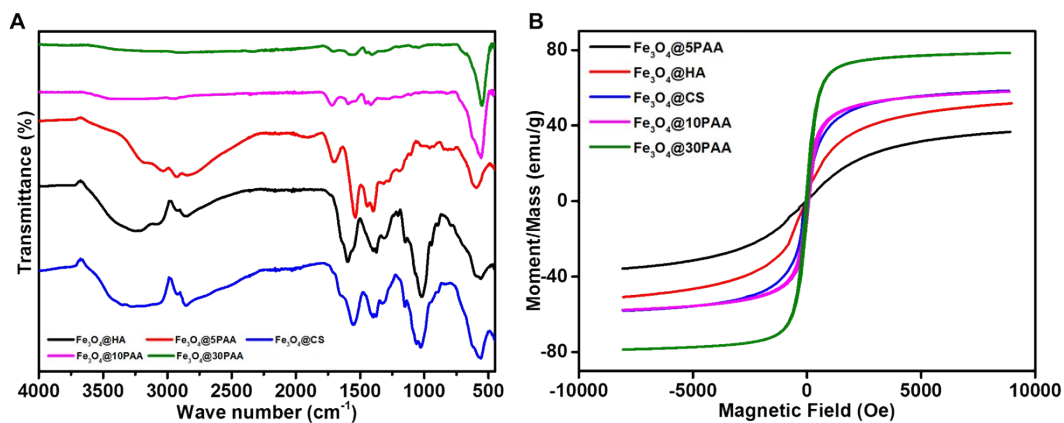 A
Transmittance (%)
Fe₃O₄@HA Fe₃O₄@5PAA Fe₃O₄@CS
Fe₃O₄@10PAA Fe₃O₄@30PAA
4000 3500 3000 2500 2000 1500 1000 500
Wave number (cm⁻¹)
B
Moment/Mass (emu/g)
80
40
0
-40
-80
Fe₃O₄@5PAA
Fe₃O₄@HA
Fe₃O₄@CS
Fe₃O₄@10PAA
Fe₃O₄@30PAA
-10000 -5000 0 5000 10000
Magnetic Field (Oe)